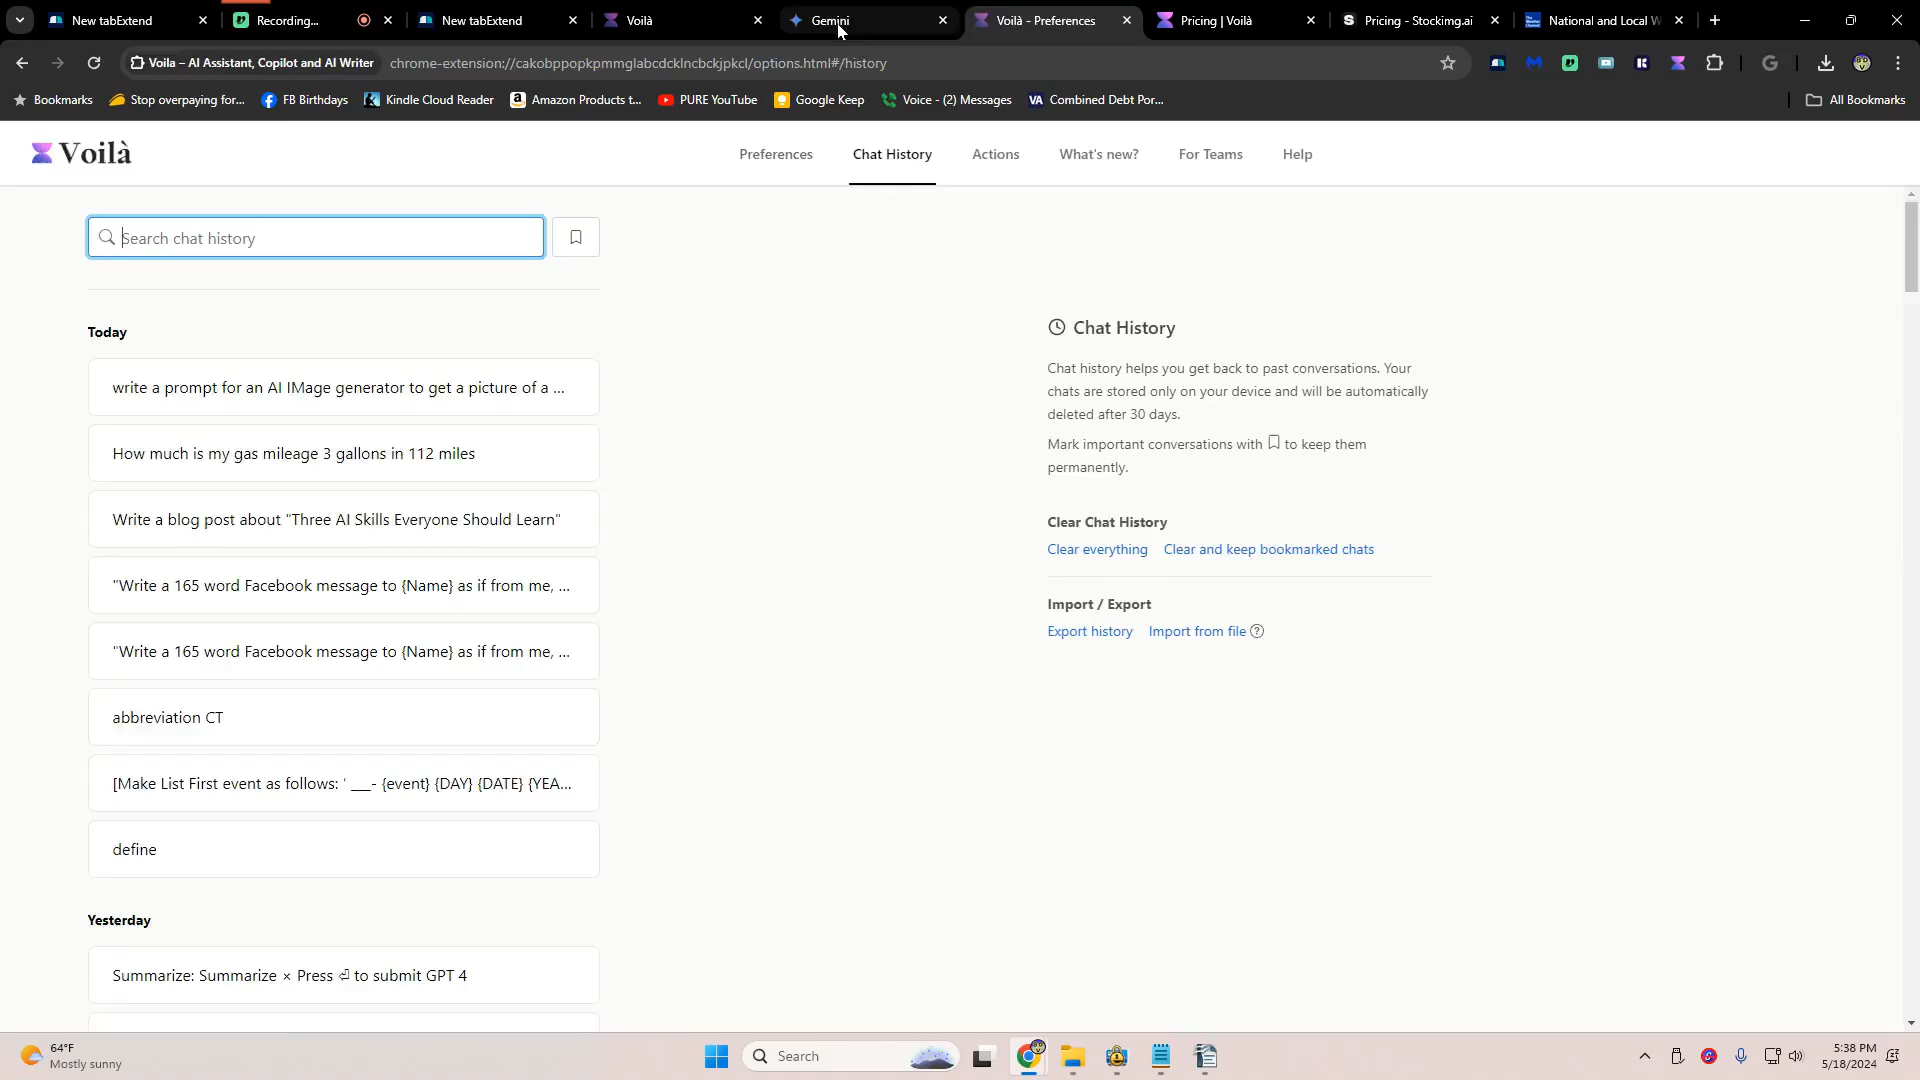 New tabExtend
Recording...
New tabExtend
Voilà
Gemini
Voilà - Preferences
Pricing | Voilà
Pricing - Stockimg.ai
National and Local W
Voila – AI Assistant, Copilot and AI Writer
chrome-extension://cakobppopkpmmglabcdcklncbckjpkcl/options.html#/history
Bookmarks
Stop overpaying for...
FB Birthdays
Kindle Cloud Reader
Amazon Products t...
PURE YouTube
Google Keep
Voice - (2) Messages
VA Combined Debt Por...
All Bookmarks
Voilà
Preferences
Chat History
Actions
What's new?
For Teams
Help
Search chat history
Today
write a prompt for an AI IMage generator to get a picture of a ...
How much is my gas mileage 3 gallons in 112 miles
Write a blog post about "Three AI Skills Everyone Should Learn"
"Write a 165 word Facebook message to {Name} as if from me, ...
"Write a 165 word Facebook message to {Name} as if from me, ...
abbreviation CT
[Make List First event as follows: ‘ ___- {event} {DAY} {DATE} {YEA...
define
Yesterday
Summarize: Summarize × Press ⏎ to submit GPT 4
Chat History
Chat history helps you get back to past conversations. Your
chats are stored only on your device and will be automatically
deleted after 30 days.
Mark important conversations with to keep them
permanently.
Clear Chat History
Clear everything
Clear and keep bookmarked chats
Import / Export
Export history
Import from file ?
64°F
Mostly sunny
Search
5:38 PM
5/18/2024